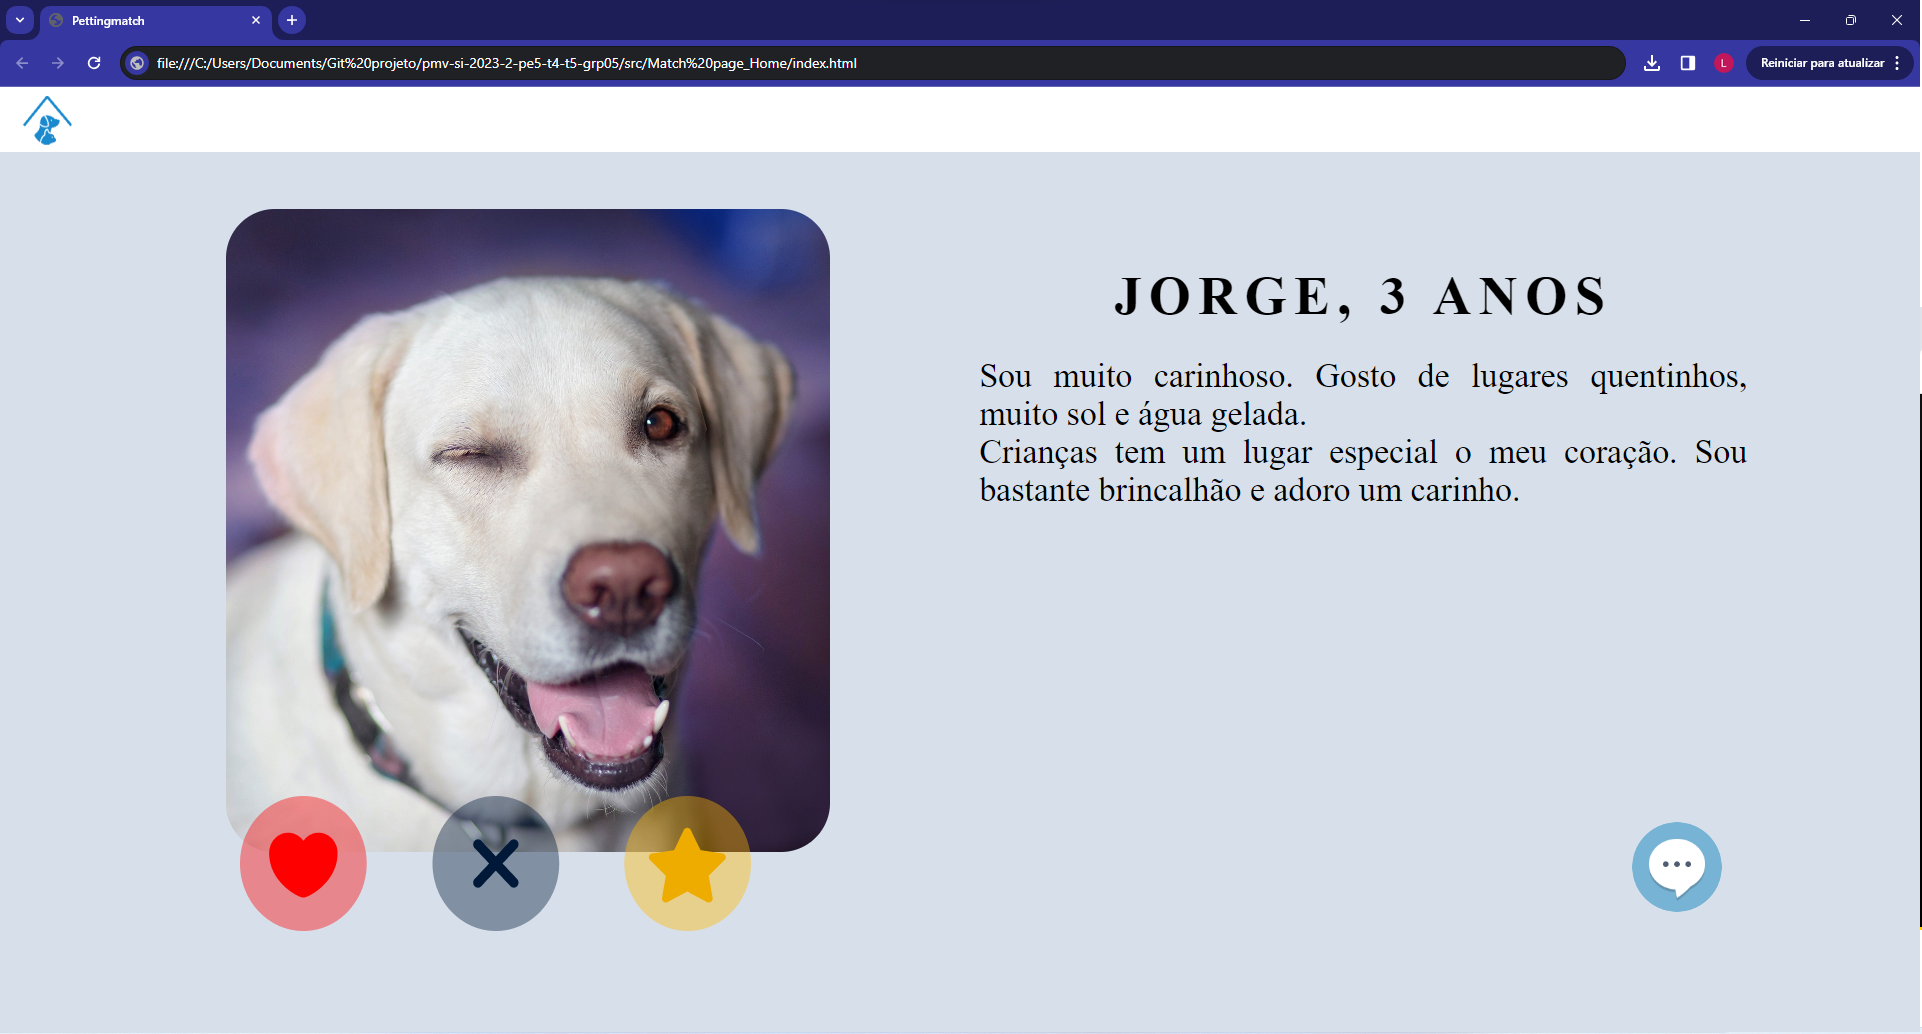 Pettingmatch
file:///C:/Users/Documents/Git%20projeto/pmv-si-2023-2-pe5-t4-t5-grp05/src/Match%20page_Home/index.html
L
Reiniciar para atualizar
JORGE, 3 ANOS
Sou muito carinhoso. Gosto de lugares quentinhos,
muito sol e água gelada.
Crianças tem um lugar especial o meu coração. Sou
bastante brincalhão e adoro um carinho.